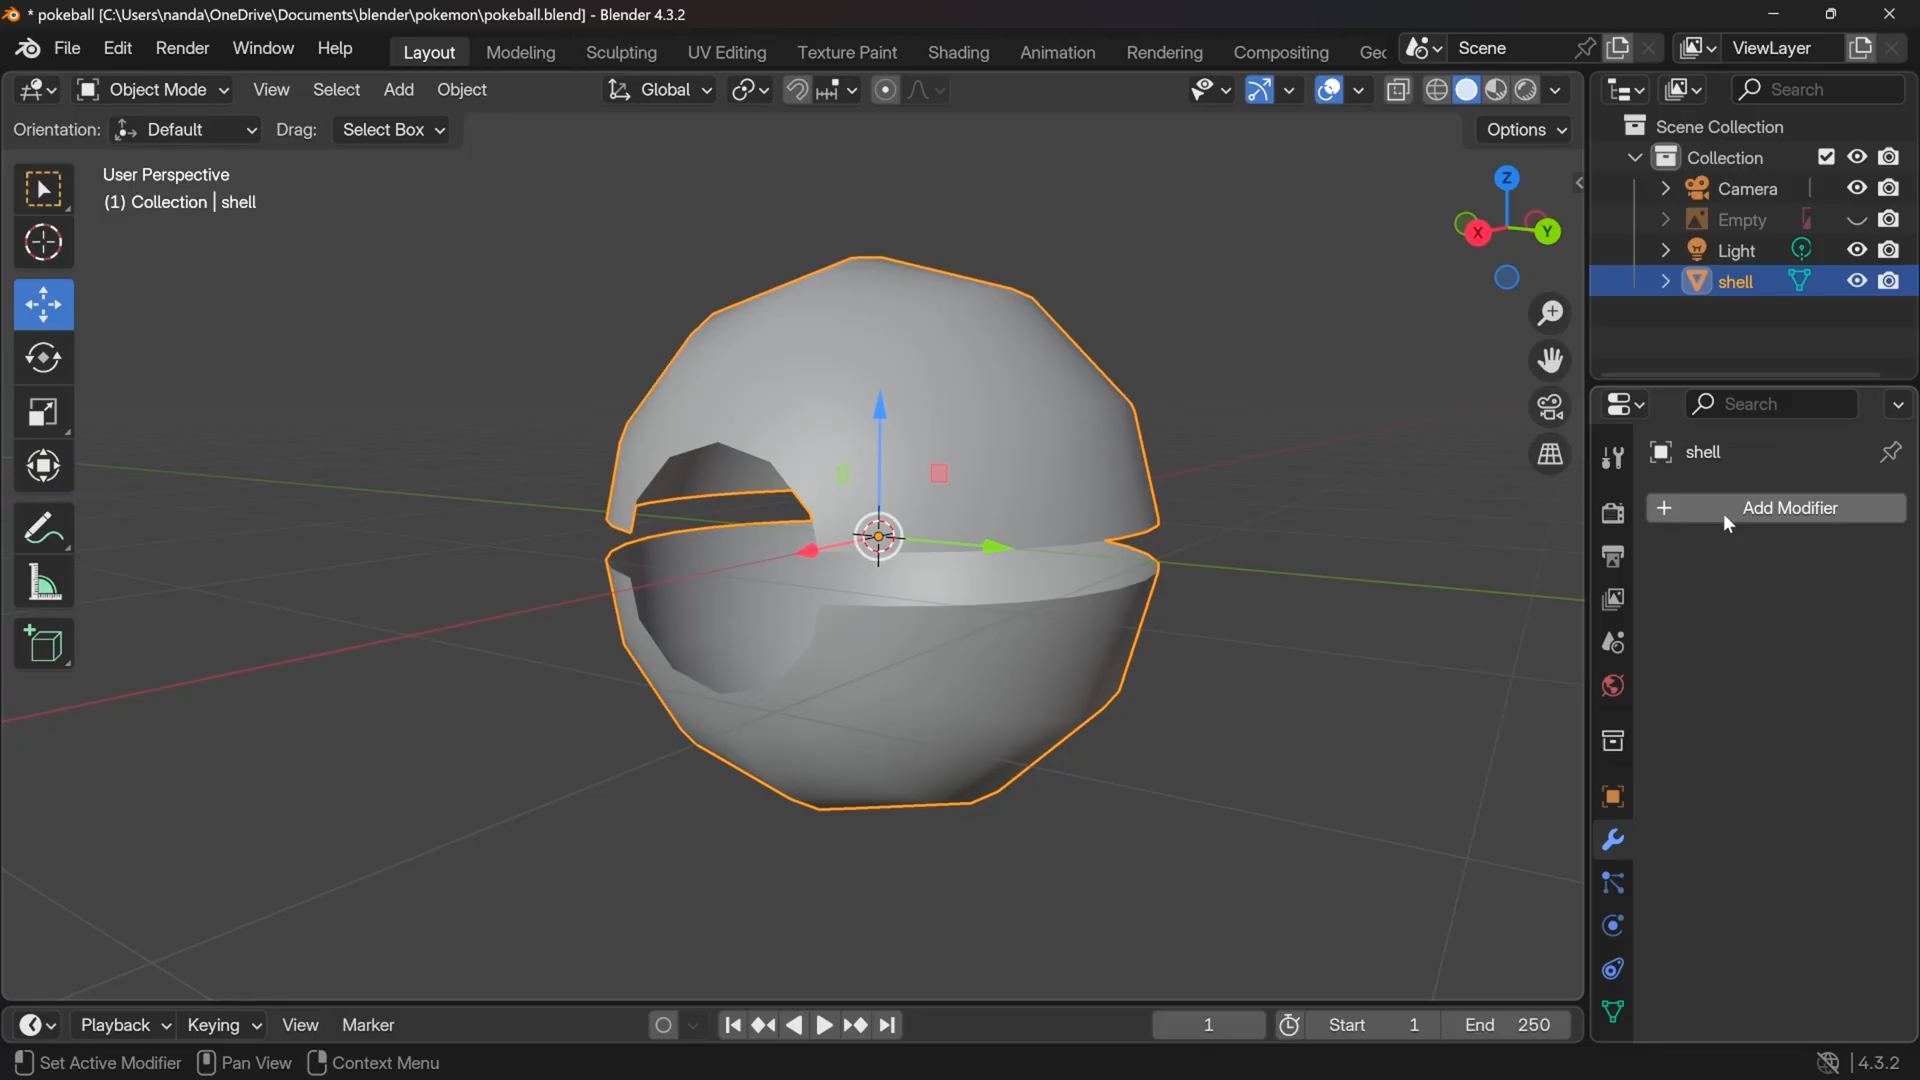 * pokeball [C:\Users\nanda\OneDrive\Documents\blender\pokemon\pokeball.blend] - Blender 4.3.2
File Edit Render Window Help Layout Modeling Sculpting UV Editing Texture Paint Shading Animation Rendering Compositing Geo Scene ViewLayer
Object Mode View Select Add Object Global Search
Orientation: Default Drag: Select Box Options
Scene Collection
Collection
Camera
Empty
Light
shell
User Perspective
(1) Collection | shell
Z
X
Y
Search
shell
Add Modifier
Playback Keying View Marker 1 Start 1 End 250
Set Active Modifier Pan View Context Menu 4.3.2